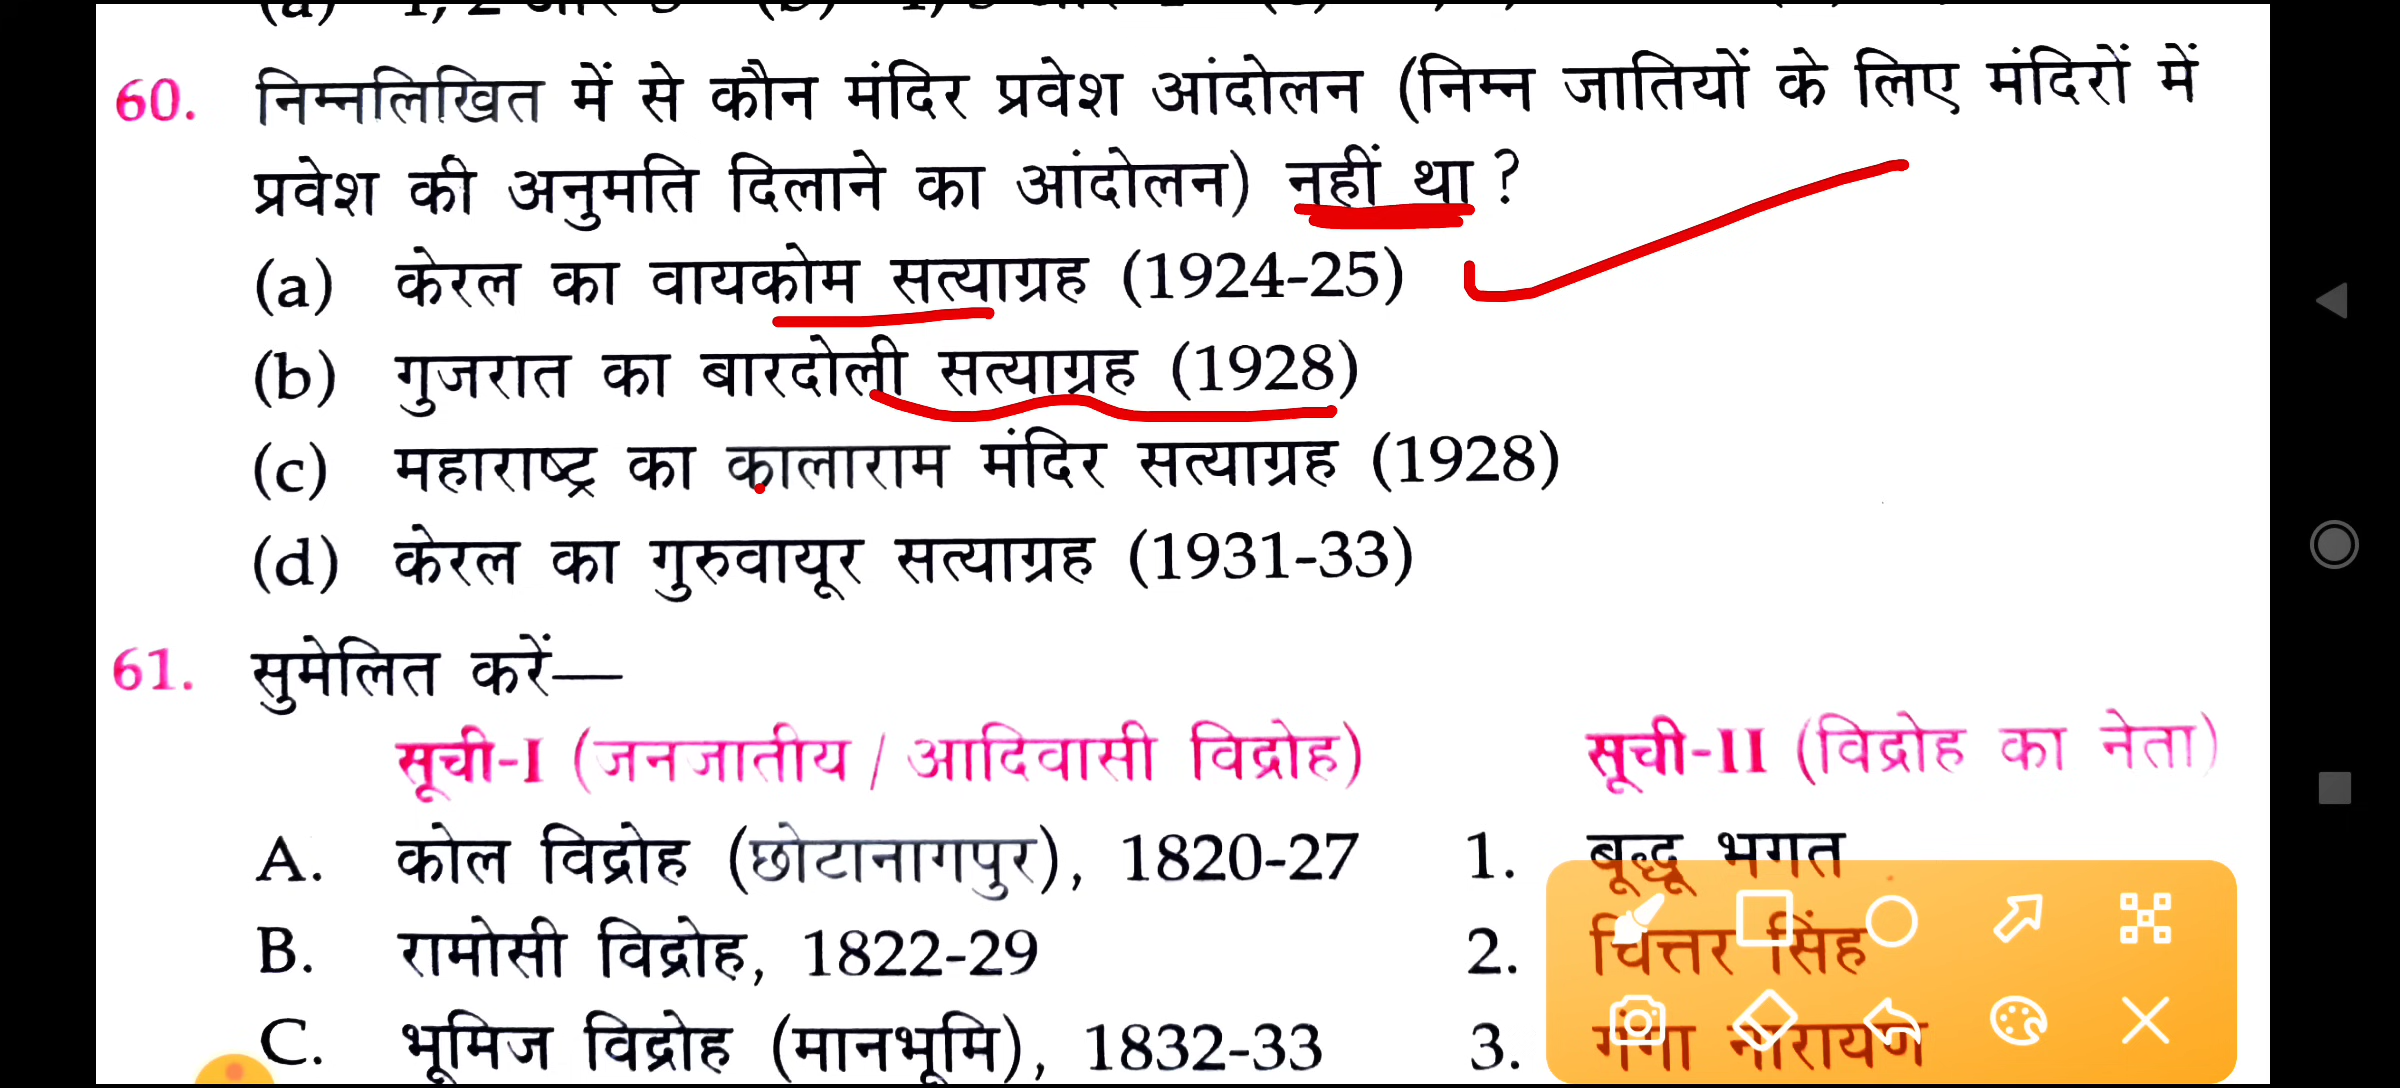 60. निम्नलिखित में से कौन मंदिर प्रवेश आंदोलन (निम्न जातियों के लिए मंदिरों में
प्रवेश की अनुमति दिलाने का आंदोलन) नहीं था ?
(a) केरल का वायकोम सत्याग्रह (1924-25)
(b) गुजरात का बारदोली सत्याग्रह (1928)
(c) महाराष्ट्र का कालाराम मंदिर सत्याग्रह (1928)
(d) केरल का गुरुवायूर सत्याग्रह (1931-33)
61. सुमेलित करें—
सूची-I (जनजातीय / आदिवासी विद्रोह) सूची-II (विद्रोह का नेता)
A. कोल विद्रोह (छोटानागपुर), 1820-27 1. बूद्धू भगत
B. रामोसी विद्रोह, 1822-29 2. चित्तर सिंह
C. भूमिज विद्रोह (मानभूमि), 1832-33 3. गंगा नारायण